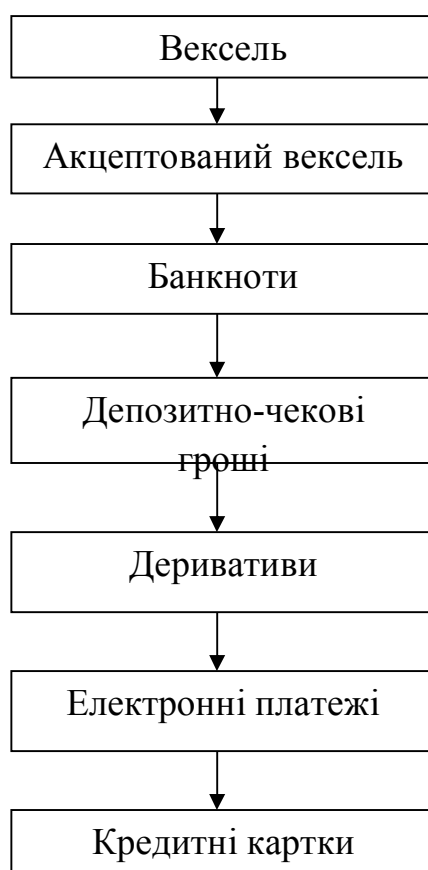 Вексель
Акцептований вексель
Банкноти
Депозитно-чекові
гроші
Деривативи
Електронні платежі
Кредитні картки